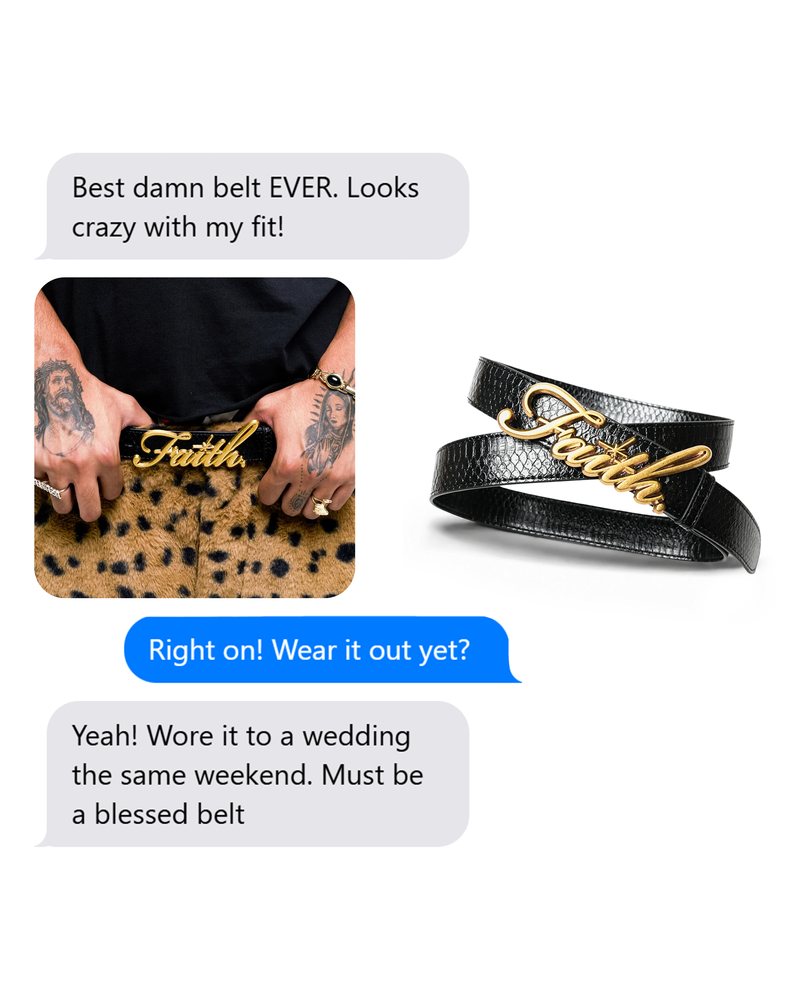 Best damn belt EVER. Looks
crazy with my fit!
Faith
Faith
Right on! Wear it out yet?
Yeah! Wore it to a wedding
the same weekend. Must be
a blessed belt